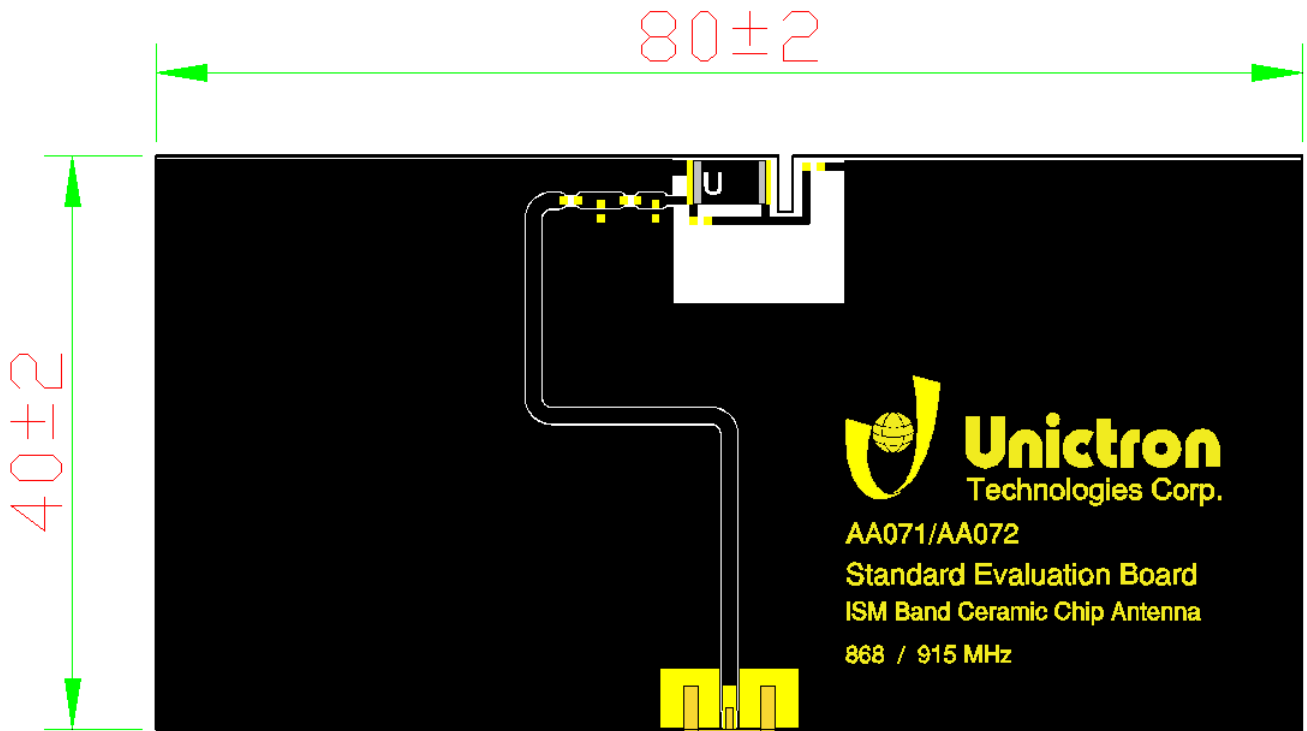 80±2
40±2
U
Unictron
Technologies Corp.
AA071/AA072
Standard Evaluation Board
ISM Band Ceramic Chip Antenna
868 / 915 MHz